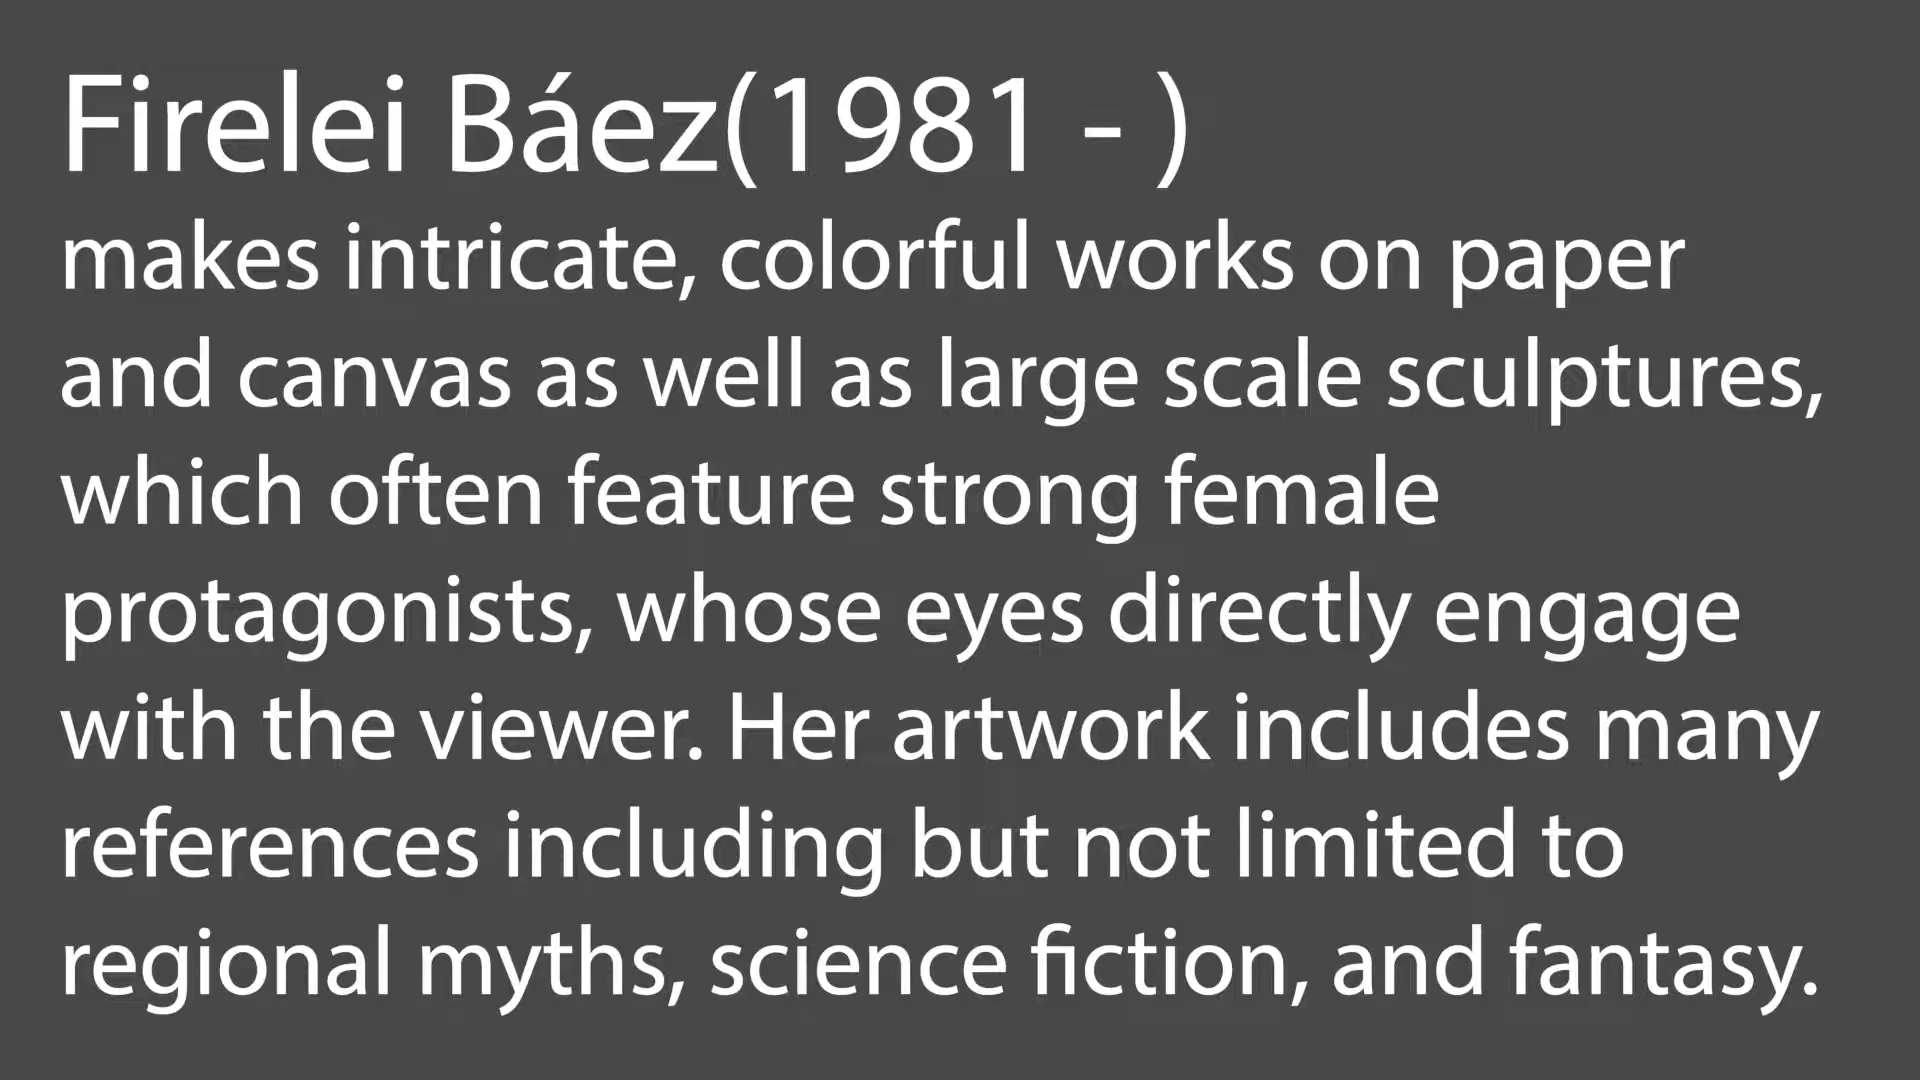 Firelei Báez(1981 - )
makes intricate, colorful works on paper
and canvas as well as large scale sculptures,
which often feature strong female
protagonists, whose eyes directly engage
with the viewer. Her artwork includes many
references including but not limited to
regional myths, science fiction, and fantasy.